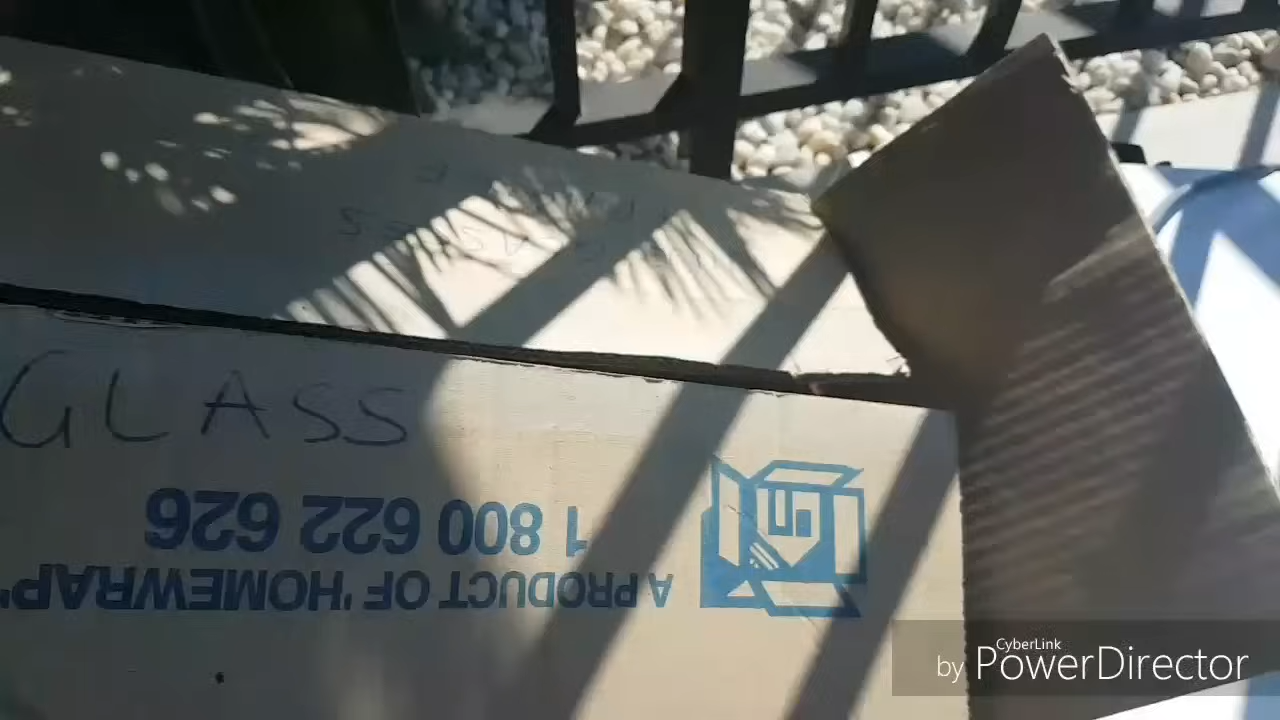 GLASS
A PRODUCT OF 'HOMEWRAP'
1 800 622 626
CyberLink
by PowerDirector